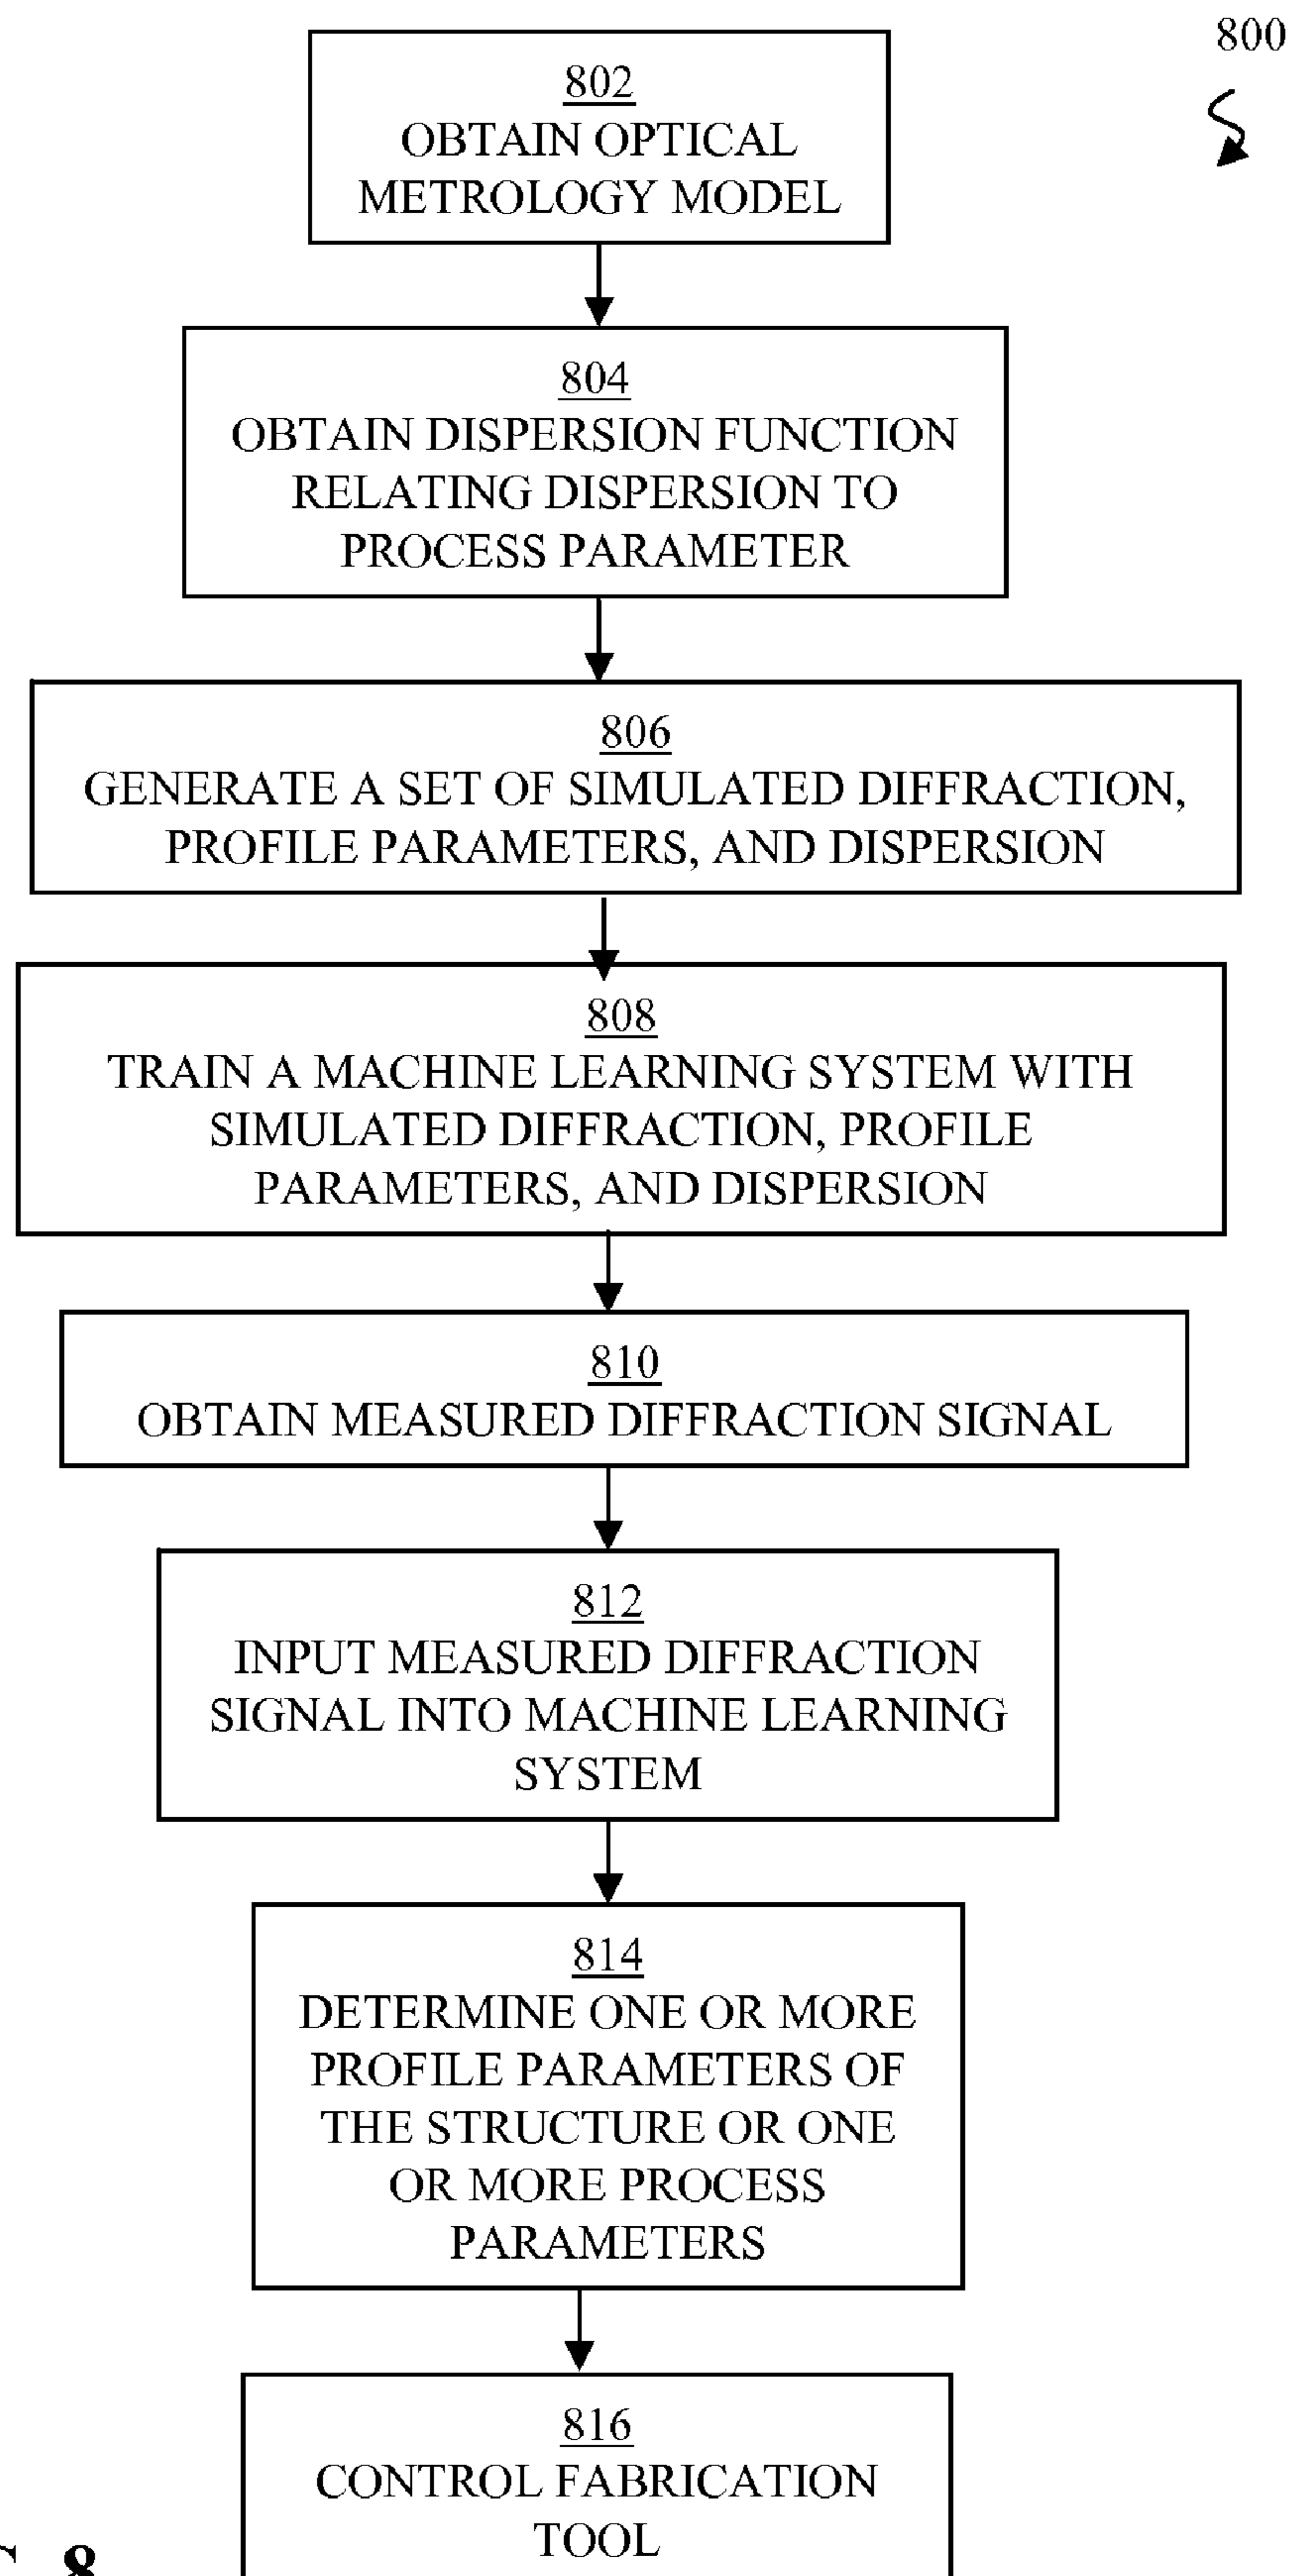 800
802
OBTAIN OPTICAL
METROLOGY MODEL
804
OBTAIN DISPERSION FUNCTION
RELATING DISPERSION TO
PROCESS PARAMETER
806
GENERATE A SET OF SIMULATED DIFFRACTION,
PROFILE PARAMETERS, AND DISPERSION
808
TRAIN A MACHINE LEARNING SYSTEM WITH
SIMULATED DIFFRACTION, PROFILE
PARAMETERS, AND DISPERSION
810
OBTAIN MEASURED DIFFRACTION SIGNAL
812
INPUT MEASURED DIFFRACTION
SIGNAL INTO MACHINE LEARNING
SYSTEM
814
DETERMINE ONE OR MORE
PROFILE PARAMETERS OF
THE STRUCTURE OR ONE
OR MORE PROCESS
PARAMETERS
816
CONTROL FABRICATION
TOOL
8